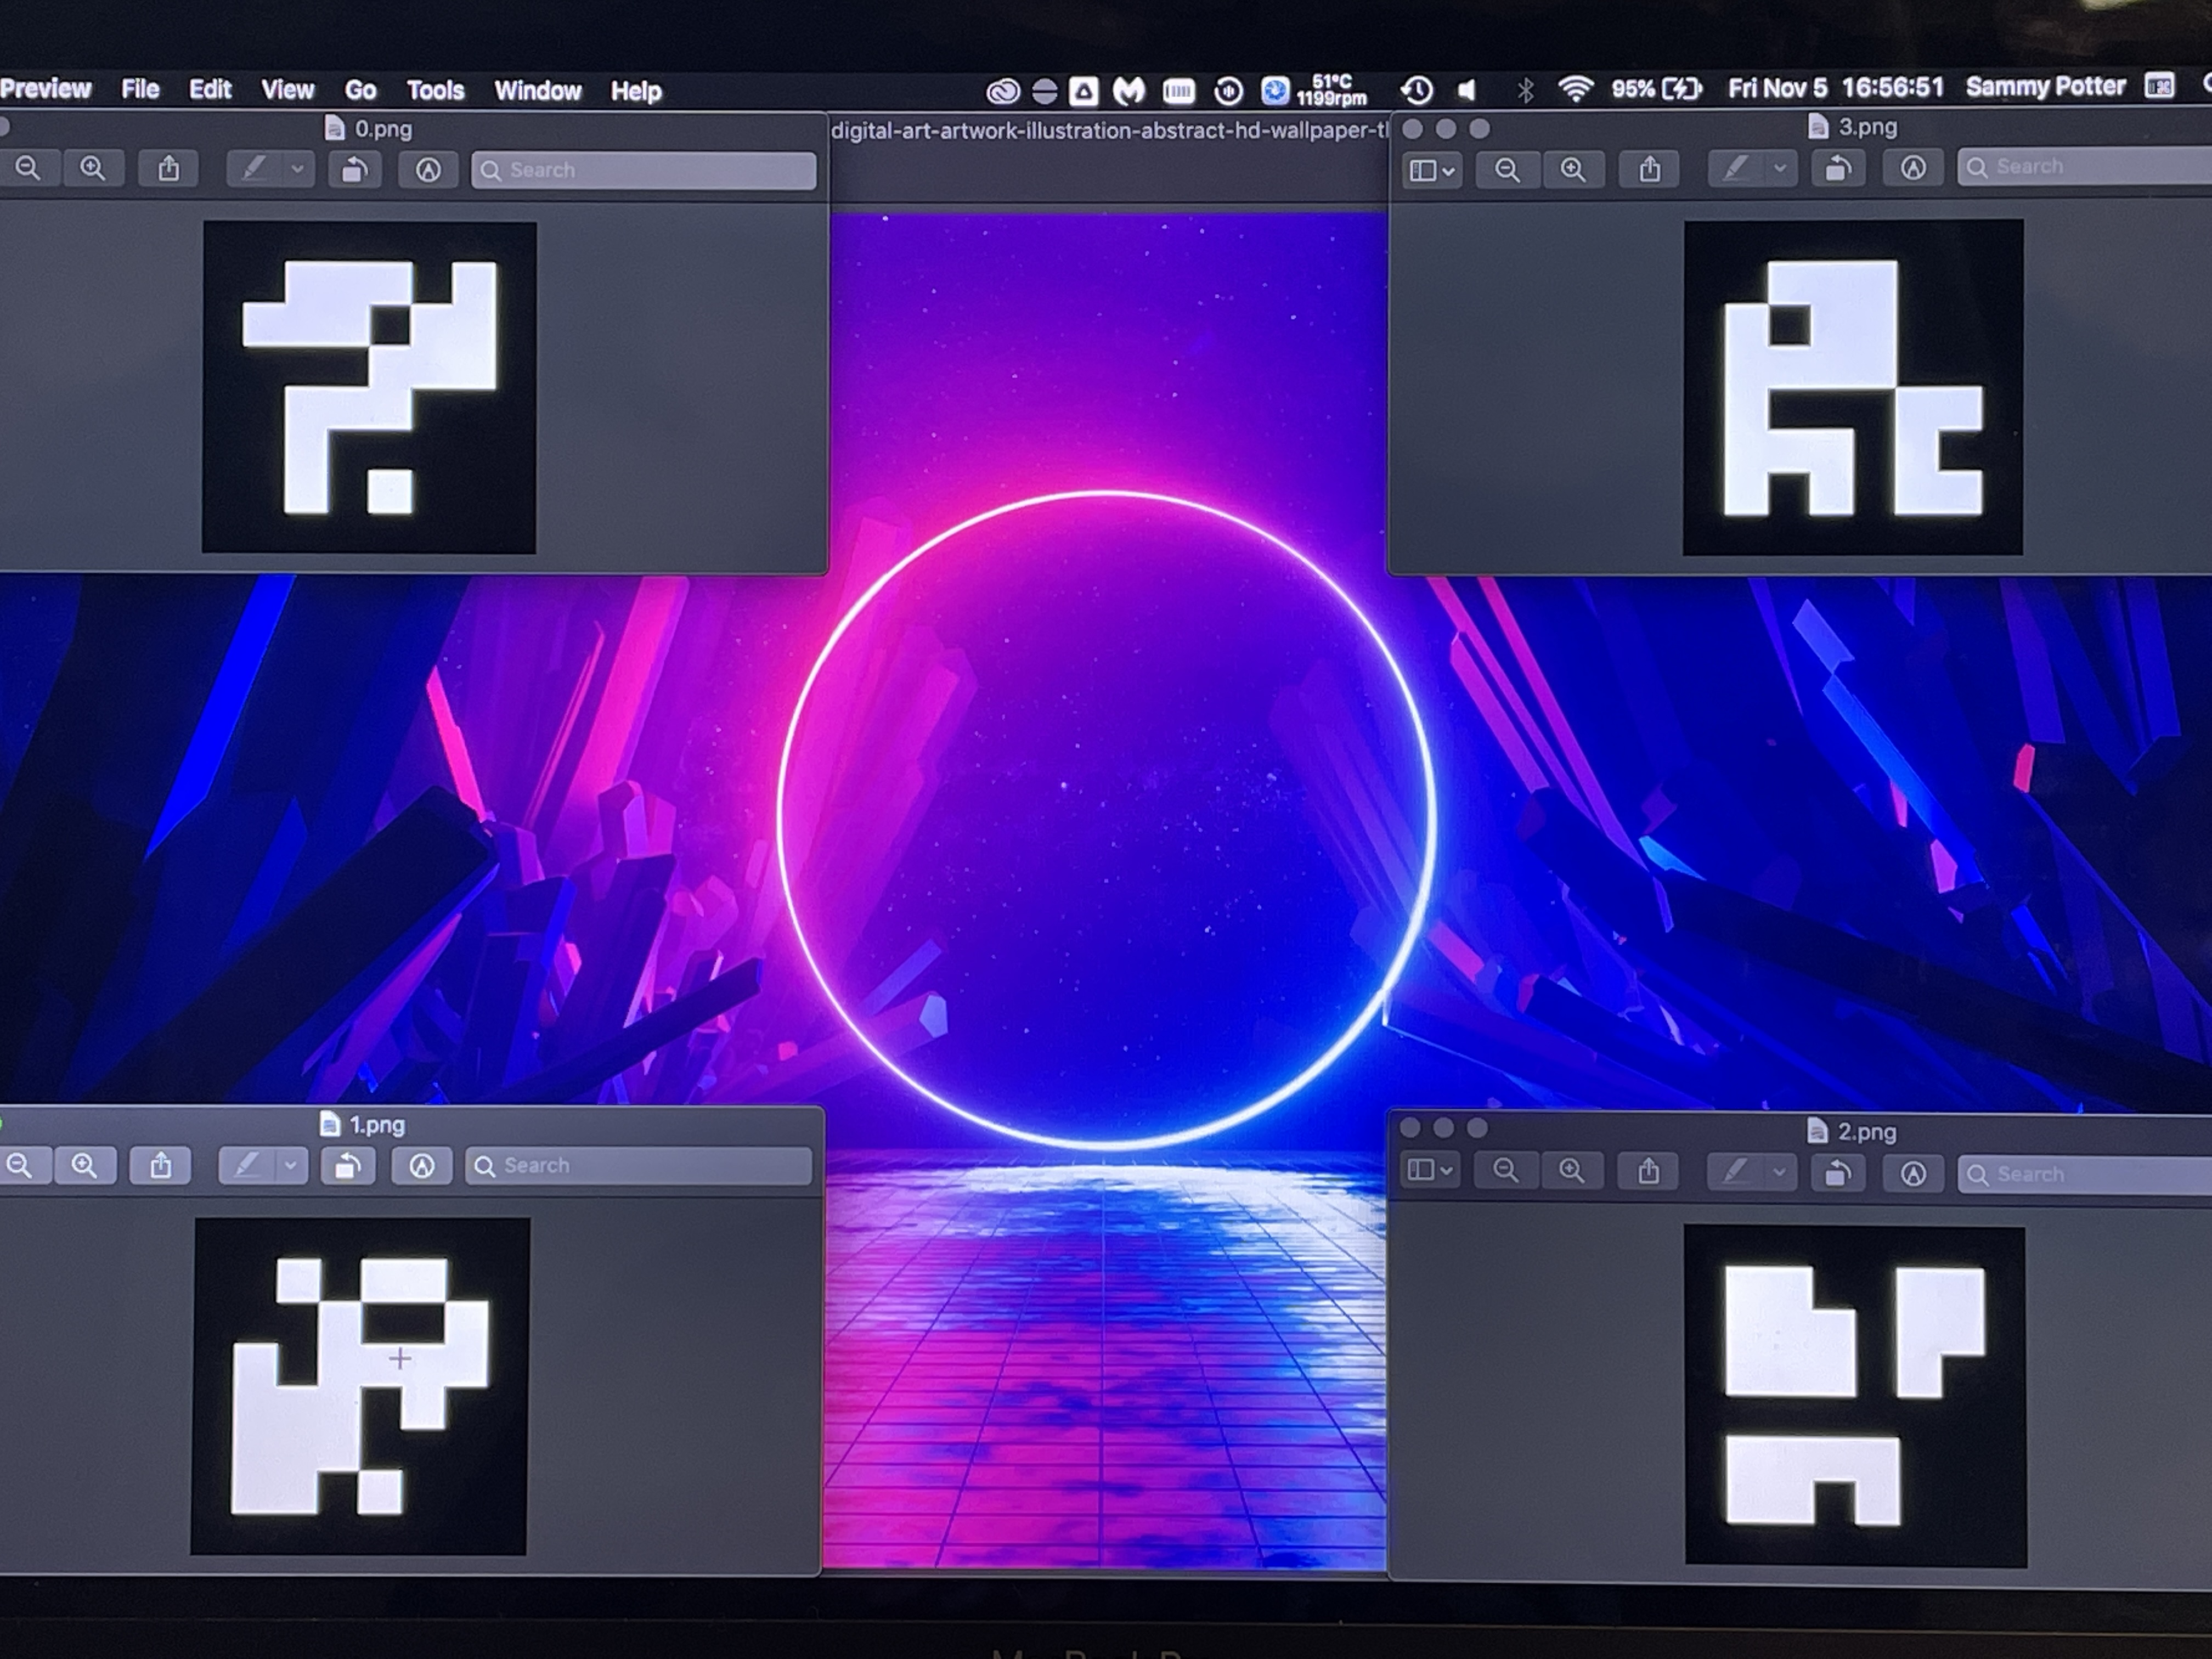 Preview File Edit View Go Tools Window Help 51°C 1199rpm 95% Fri Nov 5 16:56:51 Sammy Potter
0.png
Search
digital-art-artwork-illustration-abstract-hd-wallpaper-t
3.png
Search
1.png
Search
2.png
Search